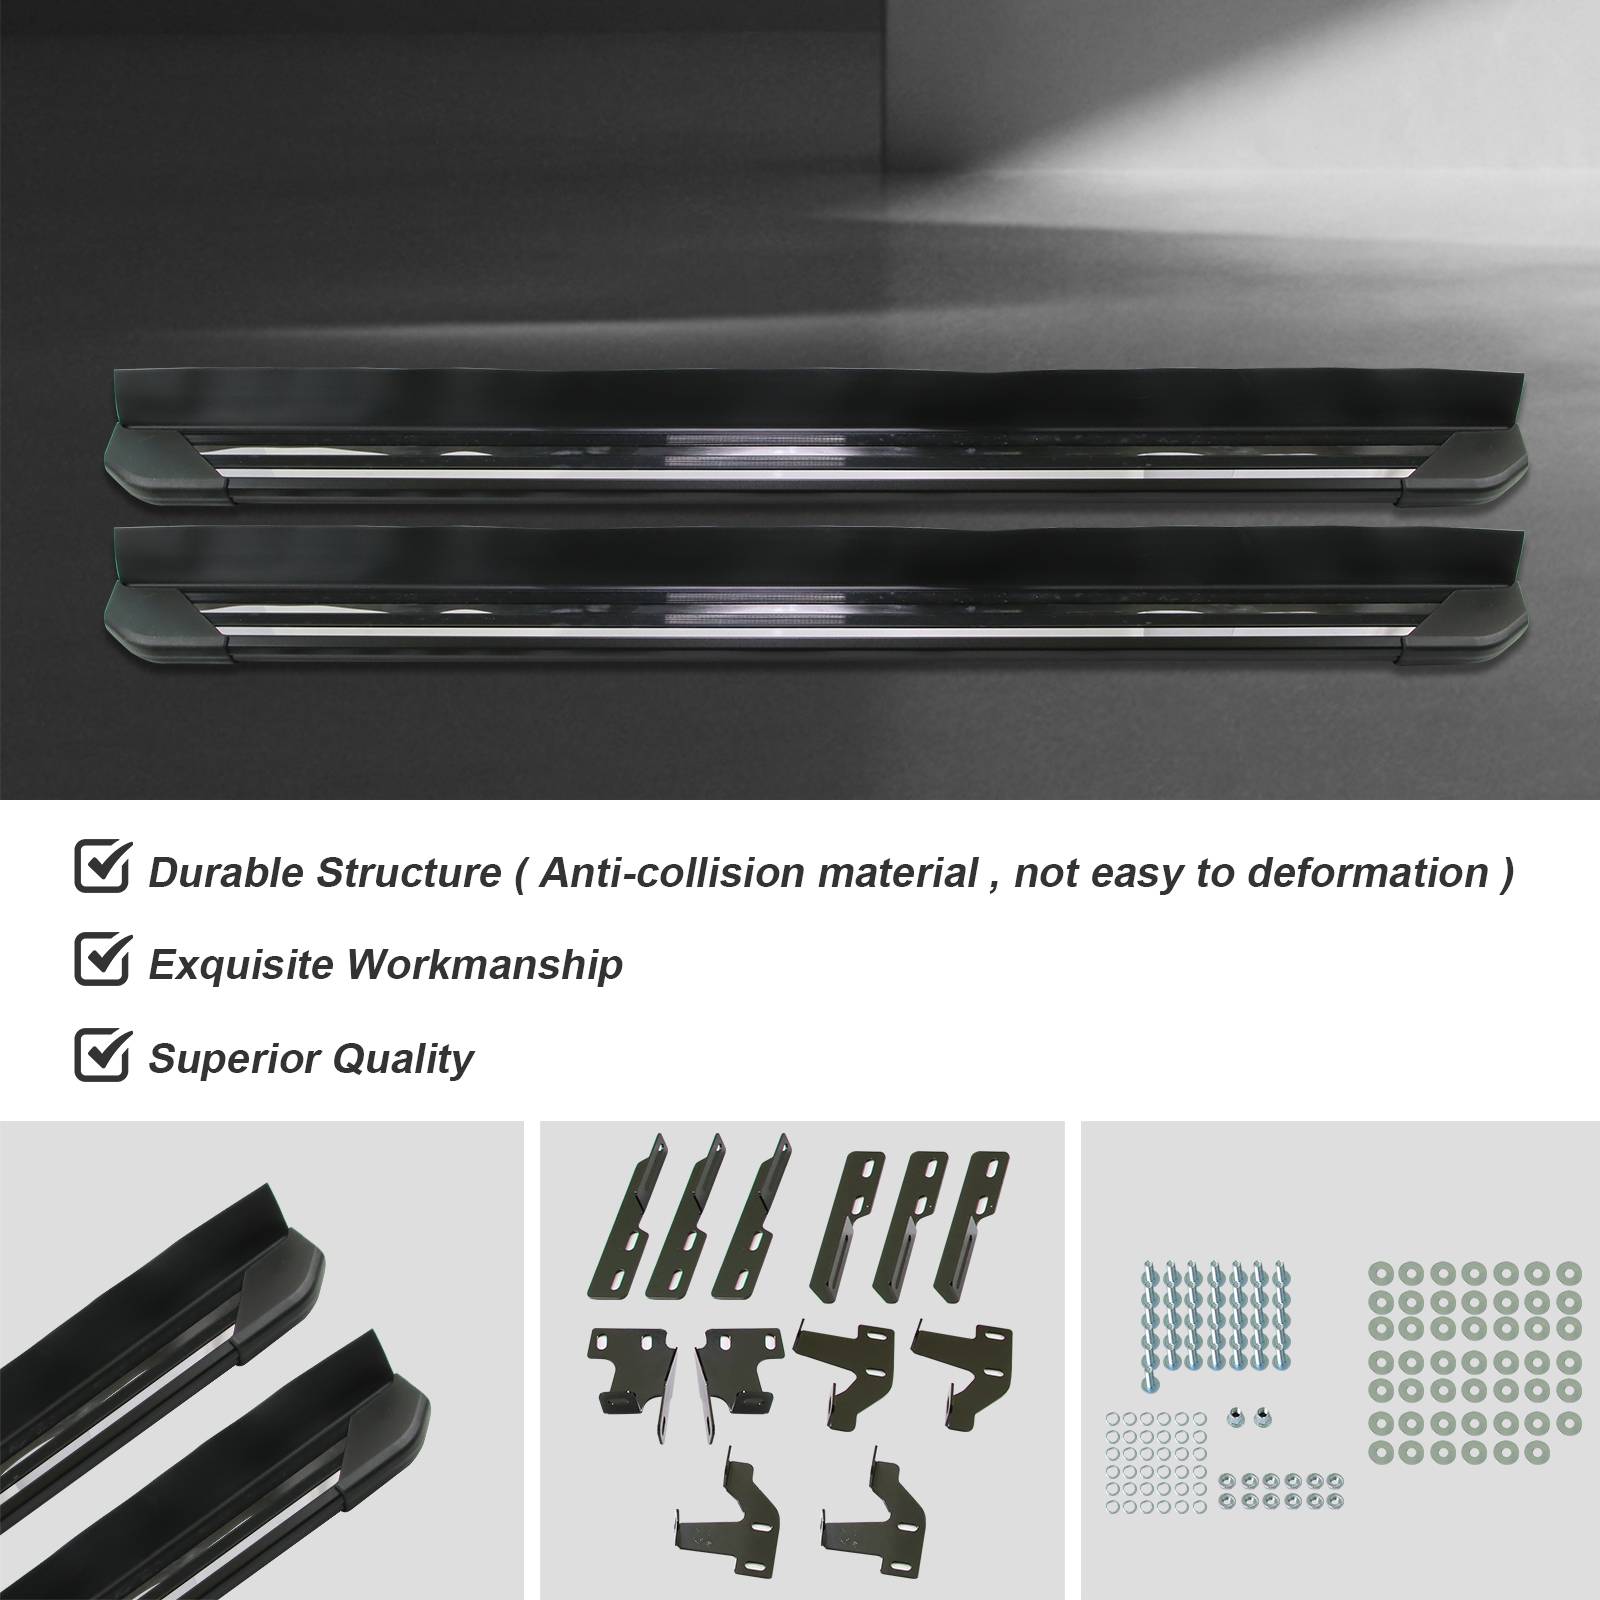 Durable Structure ( Anti-collision material , not easy to deformation )
Exquisite Workmanship
Superior Quality